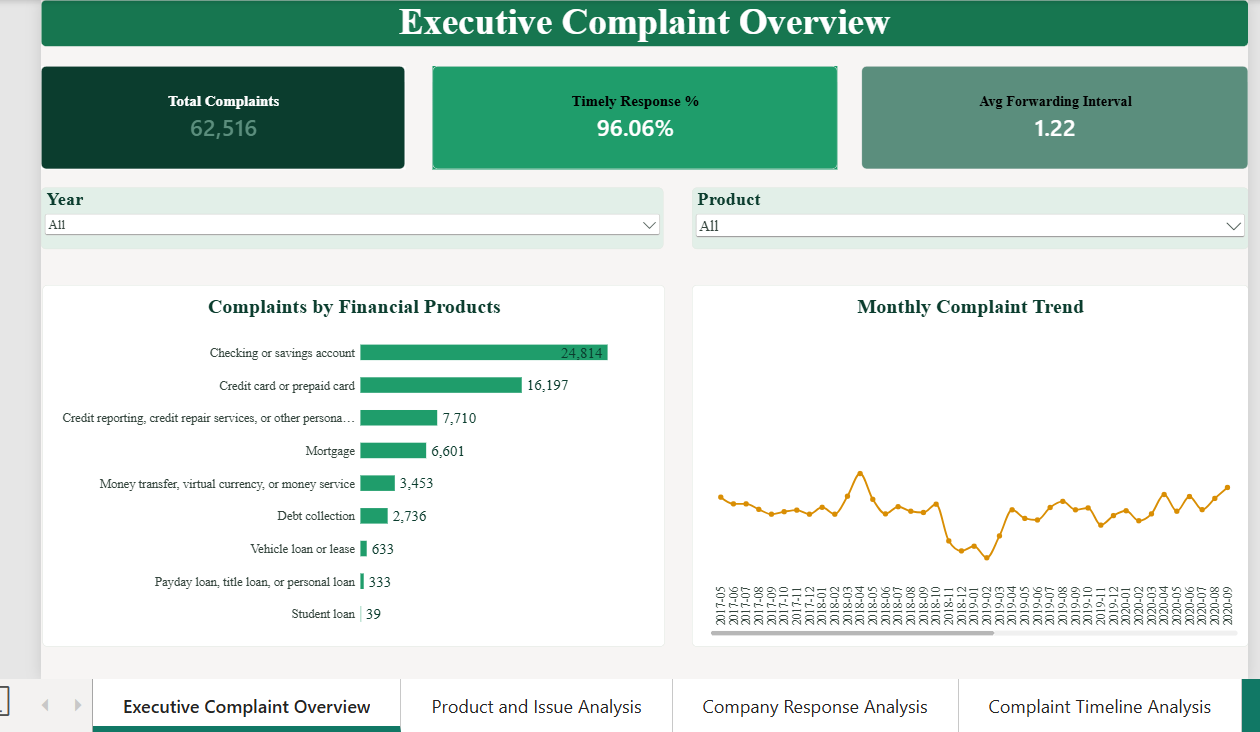 Executive Complaint Overview
Total Complaints
62,516
Timely Response %
96.06%
Avg Forwarding Interval
1.22
Year
All
Product
All
Complaints by Financial Products
Checking or savings account 24,814
Credit card or prepaid card 16,197
Credit reporting, credit repair services, or other persona... 7,710
Mortgage 6,601
Money transfer, virtual currency, or money service 3,453
Debt collection 2,736
Vehicle loan or lease 633
Payday loan, title loan, or personal loan 333
Student loan 39
Monthly Complaint Trend
2017-05
2017-06
2017-07
2017-08
2017-09
2017-10
2017-11
2017-12
2018-01
2018-02
2018-03
2018-04
2018-05
2018-06
2018-07
2018-08
2018-09
2018-10
2018-11
2018-12
2019-01
2019-02
2019-03
2019-04
2019-05
2019-06
2019-07
2019-08
2019-09
2019-10
2019-11
2019-12
2020-01
2020-02
2020-03
2020-04
2020-05
2020-06
2020-07
2020-08
2020-09
Executive Complaint Overview
Product and Issue Analysis
Company Response Analysis
Complaint Timeline Analysis